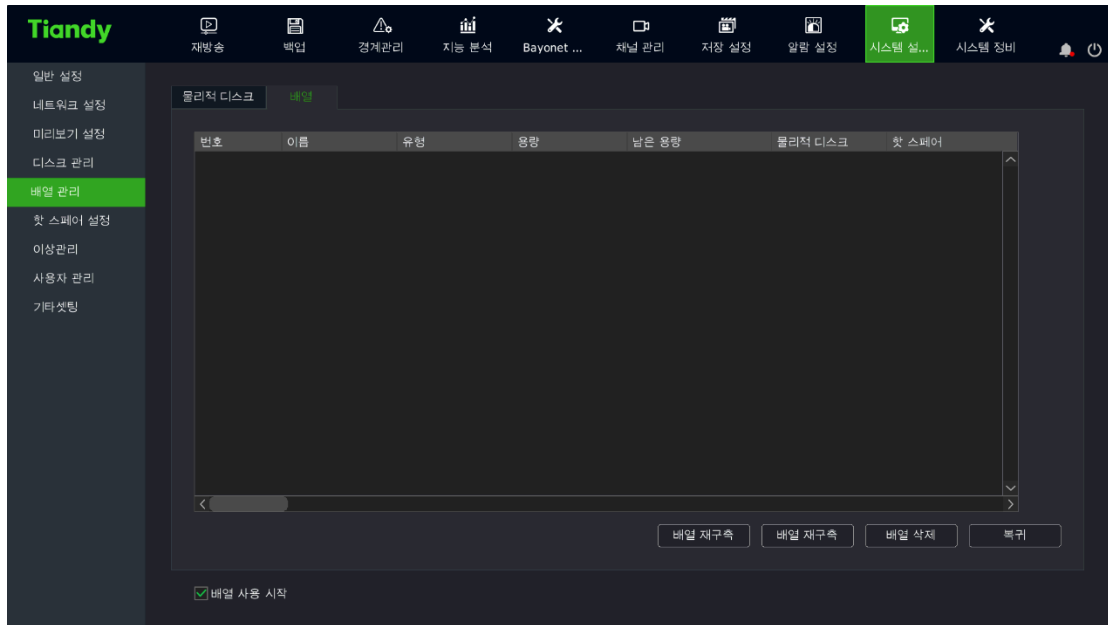 Tiandy
재방송 백업 경계관리 지능 분석 Bayonet ... 채널 관리 저장 설정 알람 설정 시스템 설... 시스템 정비
일반 설정
네트워크 설정
미리보기 설정
디스크 관리
배열 관리
핫 스페어 설정
이상관리
사용자 관리
기타셋팅
물리적 디스크 배열
번호 이름 유형 용량 남은 용량 물리적 디스크 핫 스페어
배열 재구축 배열 재구축 배열 삭제 복귀
배열 사용 시작